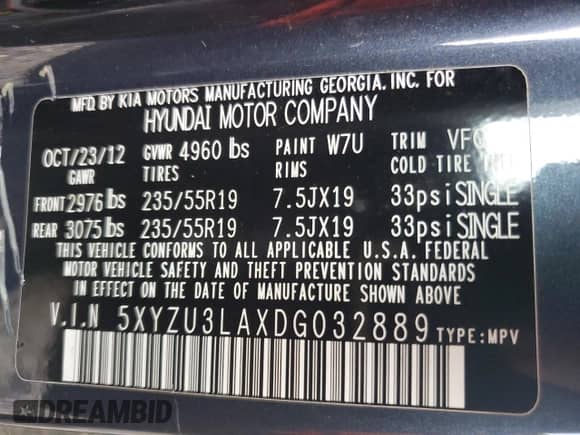 MFD. BY KIA MOTORS MANUFACTURING GEORGIA, INC. FOR
HYUNDAI MOTOR COMPANY
OCT/23/12 GVWR 4960 lbs PAINT W7U TRIM
GAWR TIRES RIMS COLD TIRE
FRONT 2976 lbs 235/55R19 7.5JX19 33psi SINGLE
REAR 3075 lbs 235/55R19 7.5JX19 33psi SINGLE
THIS VEHICLE CONFORMS TO ALL APPLICABLE U.S.A. FEDERAL
MOTOR VEHICLE SAFETY AND THEFT PREVENTION STANDARDS
IN EFFECT ON THE DATE OF MANUFACTURE SHOWN ABOVE
V.I.N 5XYZU3LAXDG032889 TYPE:MPV
DREAMBID